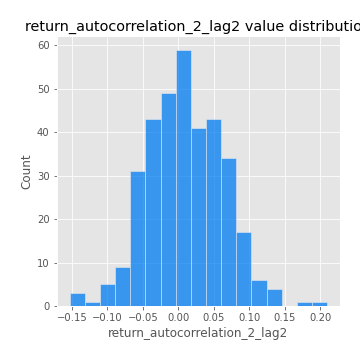 return_autocorrelation_2_lag2 value distributio
60
50
40
30
20
10
0
Count
−0.15 −0.10 −0.05 0.00 0.05 0.10 0.15 0.20
return_autocorrelation_2_lag2